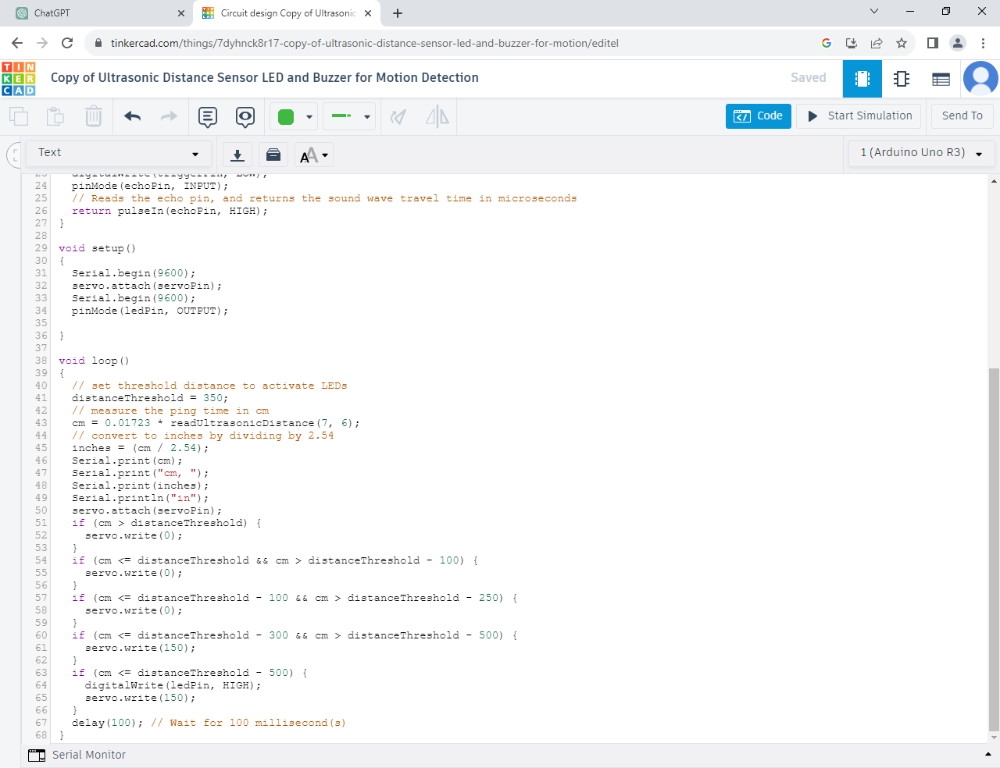 ChatGPT
Circuit design Copy of Ultrasonic
tinkercad.com/things/7dyhnck8r17-copy-of-ultrasonic-distance-sensor-led-and-buzzer-for-motion/editel
TIN
KER
CAD
Copy of Ultrasonic Distance Sensor LED and Buzzer for Motion Detection
Saved
Code
Start Simulation
Send To
Text
1 (Arduino Uno R3)
23 digitalWrite(triggerPin, LOW);
24 pinMode(echoPin, INPUT);
25 // Reads the echo pin, and returns the sound wave travel time in microseconds
26 return pulseIn(echoPin, HIGH);
27 }
28
29 void setup()
30 {
31 Serial.begin(9600);
32 servo.attach(servoPin);
33 Serial.begin(9600);
34 pinMode(ledPin, OUTPUT);
35
36 }
37
38 void loop()
39 {
40 // set threshold distance to activate LEDs
41 distanceThreshold = 350;
42 // measure the ping time in cm
43 cm = 0.01723 * readUltrasonicDistance(7, 6);
44 // convert to inches by dividing by 2.54
45 inches = (cm / 2.54);
46 Serial.print(cm);
47 Serial.print("cm, ");
48 Serial.print(inches);
49 Serial.println("in");
50 servo.attach(servoPin);
51 if (cm > distanceThreshold) {
52 servo.write(0);
53 }
54 if (cm <= distanceThreshold && cm > distanceThreshold - 100) {
55 servo.write(0);
56 }
57 if (cm <= distanceThreshold - 100 && cm > distanceThreshold - 250) {
58 servo.write(0);
59 }
60 if (cm <= distanceThreshold - 300 && cm > distanceThreshold - 500) {
61 servo.write(150);
62 }
63 if (cm <= distanceThreshold - 500) {
64 digitalWrite(ledPin, HIGH);
65 servo.write(150);
66 }
67 delay(100); // Wait for 100 millisecond(s)
68 }
Serial Monitor